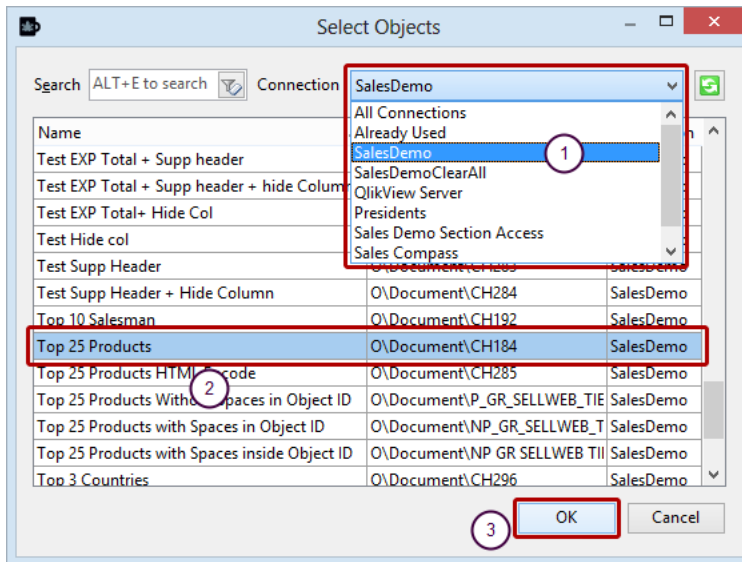 Select Objects
Search ALT+E to search Connection SalesDemo
All Connections
Already Used
SalesDemo 1
SalesDemoClearAll
QlikView Server
Presidents
Sales Demo Section Access
Sales Compass
Name
Test EXP Total + Supp header
Test EXP Total + Supp header + hide Colum
Test EXP Total+ Hide Col
Test Hide col
Test Supp Header O\Document\CH283 SalesDemo
Test Supp Header + Hide Column O\Document\CH284 SalesDemo
Top 10 Salesman O\Document\CH192 SalesDemo
Top 25 Products O\Document\CH184 SalesDemo
Top 25 Products HTML Encode O\Document\CH285 SalesDemo
2
Top 25 Products Without Spaces in Object ID O\Document\P_GR_SELLWEB_TIE SalesDemo
Top 25 Products with Spaces in Object ID O\Document\NP_GR_SELLWEB_T SalesDemo
Top 25 Products with Spaces inside Object ID O\Document\NP GR SELLWEB TII SalesDemo
Top 3 Countries O\Document\CH296 SalesDemo
3 OK Cancel